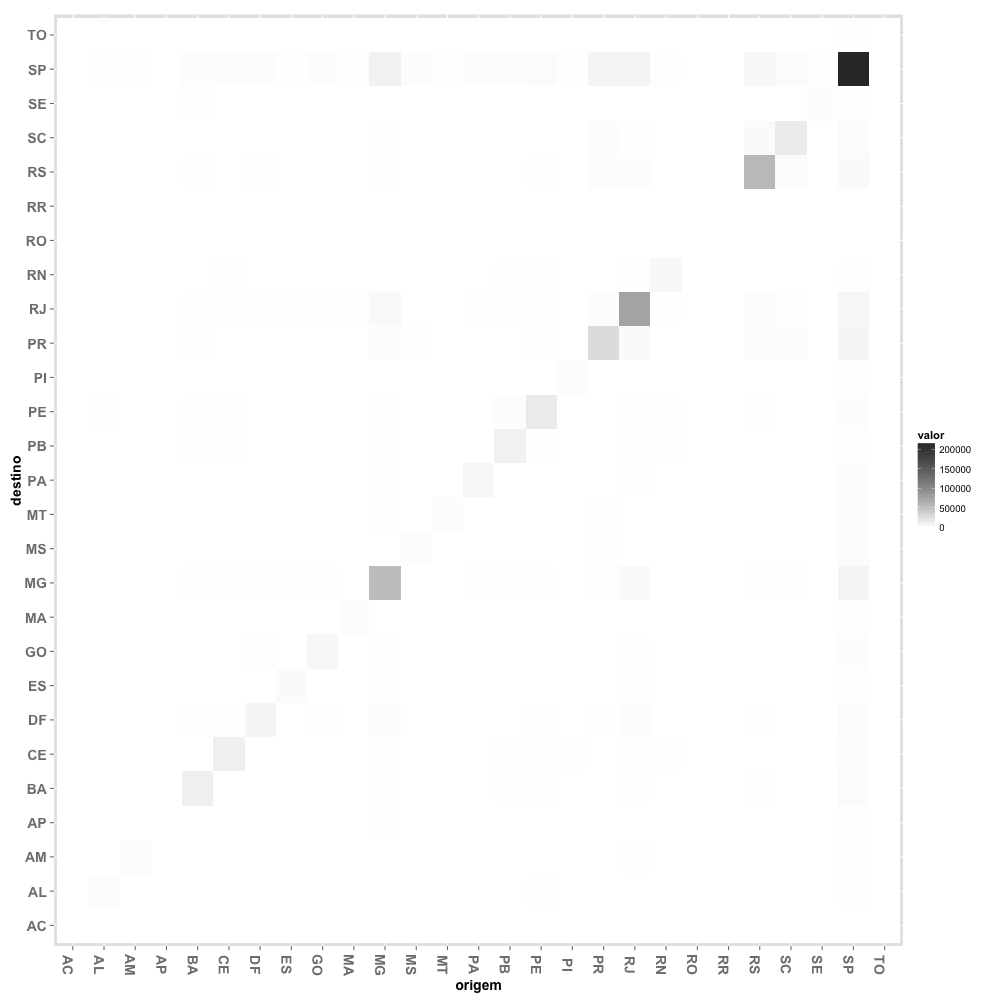 TO
SP
SE
SC
RS
RR
RO
RN
RJ
PR
PI
PE
PB
PA
MT
MS
MG
MA
GO
ES
DF
CE
BA
AP
AM
AL
AC
destino
AC AL AM AP BA CE DF ES GO MA MG MS MT PA PB PE PI PR RJ RN RO RR RS SC SE SP TO
origem
valor
200000
150000
100000
50000
0